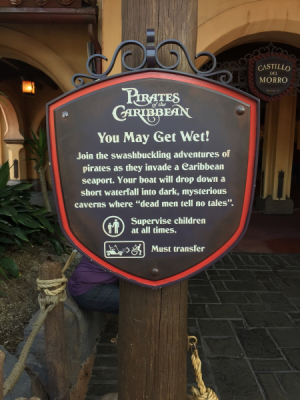 PIRATES
of the
CARIBBEAN
You May Get Wet!
Join the swashbuckling adventures of
pirates as they invade a Caribbean
seaport. Your boat will drop down a
short waterfall into dark, mysterious
caverns where “dead men tell no tales”.
Supervise children
at all times.
Must transfer
CASTILLO
DEL
MORRO